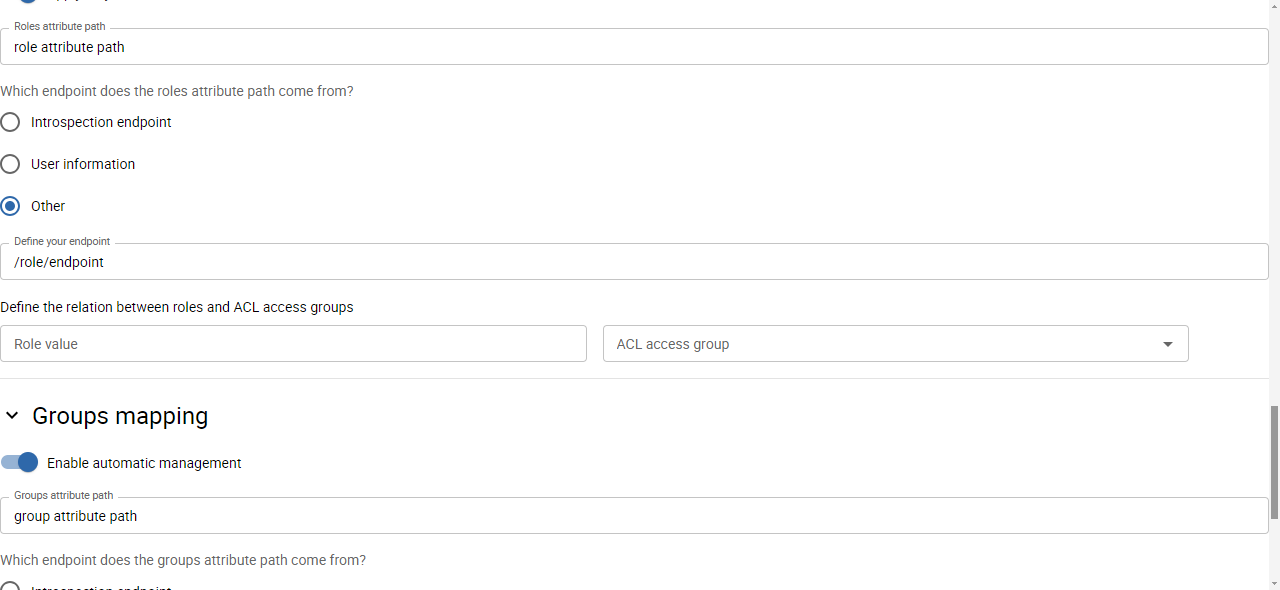 Roles attribute path
role attribute path
Which endpoint does the roles attribute path come from?
Introspection endpoint
User information
Other
Define your endpoint
/role/endpoint
Define the relation between roles and ACL access groups
Role value
ACL access group
Groups mapping
Enable automatic management
Groups attribute path
group attribute path
Which endpoint does the groups attribute path come from?
Introspection endpoint